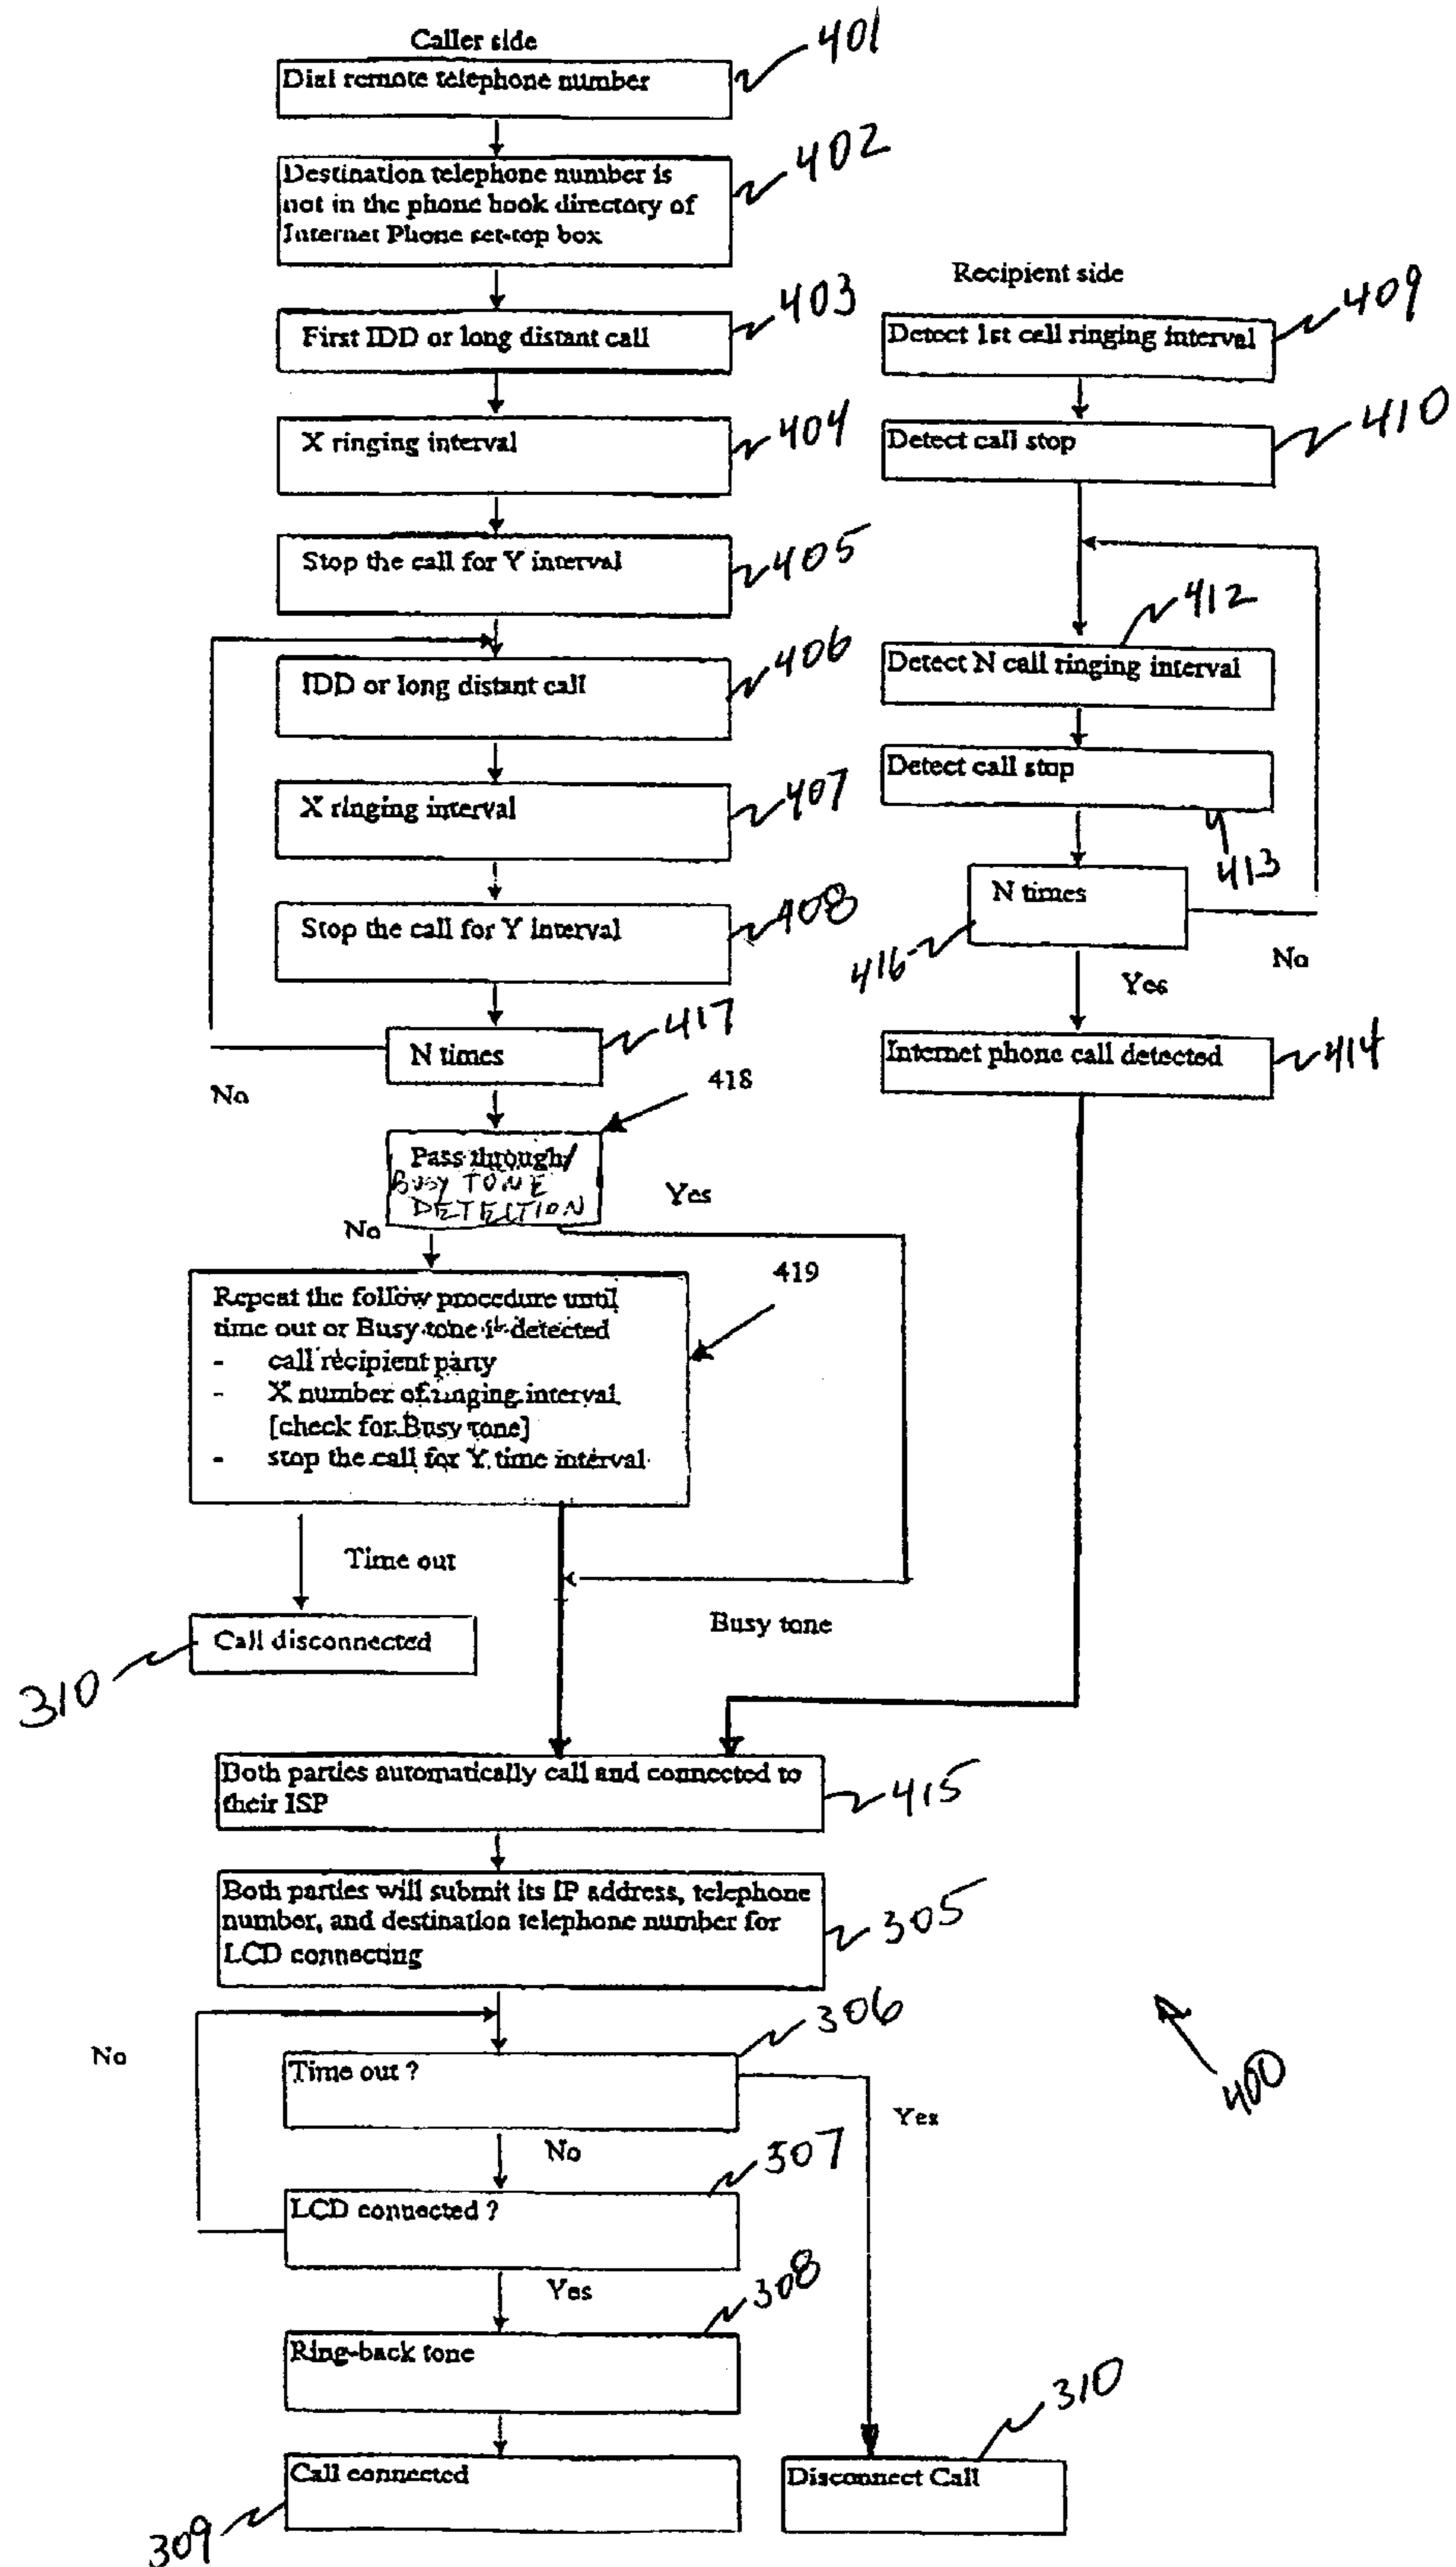 Caller side
401
Dial remote telephone number
402
Destination telephone number is
not in the phone book directory of
Internet Phone set-top box
403
First IDD or long distant call
404
X ringing interval
405
Stop the call for Y interval
406
IDD or long distant call
407
X ringing interval
408
Stop the call for Y interval
417
N times
No
418
Pass through/
BUSY TONE
DETECTION
Yes
No
419
Repeat the follow procedure until
time out or Busy tone is detected
- call recipient party
- X number of ringing interval
[check for Busy tone]
- stop the call for Y time interval
Time out
Busy tone
Call disconnected
310
Recipient side
409
Detect 1st call ringing interval
410
Detect call stop
412
Detect N call ringing interval
Detect call stop
413
N times
416
No
Yes
Internet phone call detected
414
Both parties automatically call and connected to
their ISP
415
Both parties will submit its IP address, telephone
number, and destination telephone number for
LCD connecting
305
306
No
Time out ?
Yes
No
307
LCD connected ?
Yes
308
Ring-back tone
310
Call connected
309
Disconnect Call
400